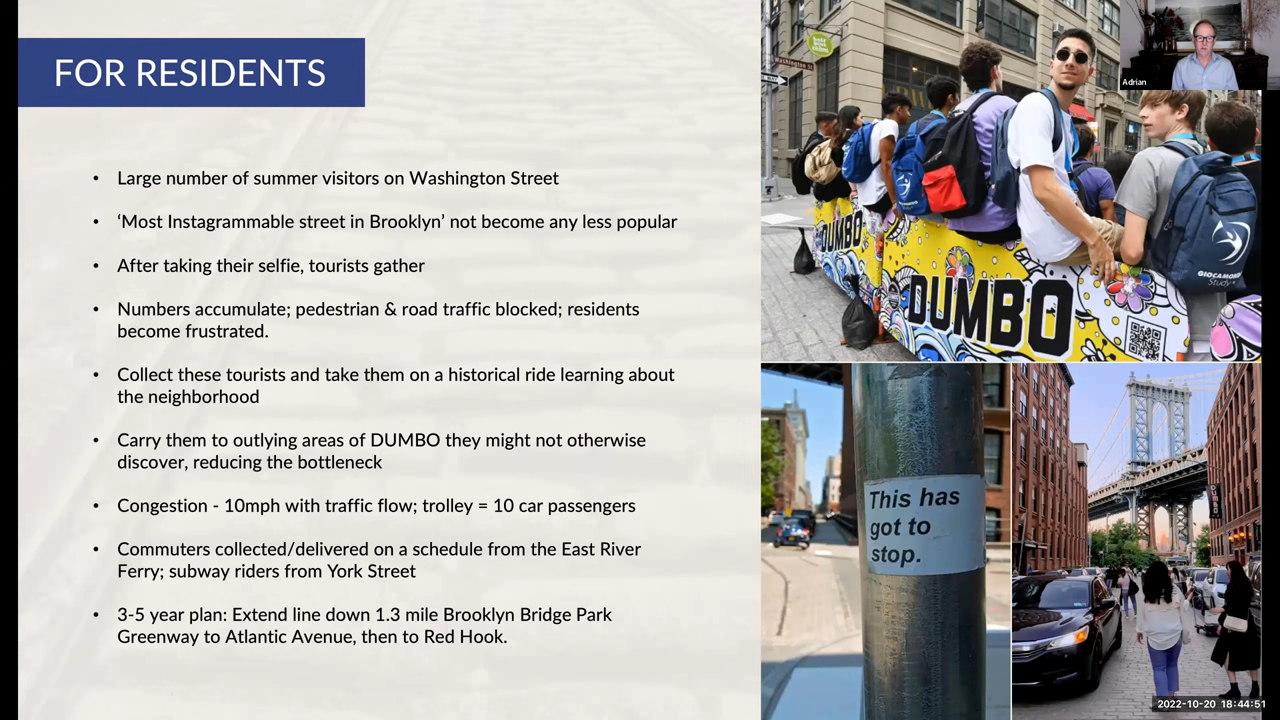 FOR RESIDENTS
• Large number of summer visitors on Washington Street
• ‘Most Instagrammable street in Brooklyn’ not become any less popular
• After taking their selfie, tourists gather
• Numbers accumulate; pedestrian & road traffic blocked; residents
become frustrated.
• Collect these tourists and take them on a historical ride learning about
the neighborhood
• Carry them to outlying areas of DUMBO they might not otherwise
discover, reducing the bottleneck
• Congestion - 10mph with traffic flow; trolley = 10 car passengers
• Commuters collected/delivered on a schedule from the East River
Ferry; subway riders from York Street
• 3-5 year plan: Extend line down 1.3 mile Brooklyn Bridge Park
Greenway to Atlantic Avenue, then to Red Hook.
Adrian
Washington St
DUMBO
DUMBO
GIOCAMONDO
Study
This has
got to
stop.
DUMBO
2022-10-20 18:44:51